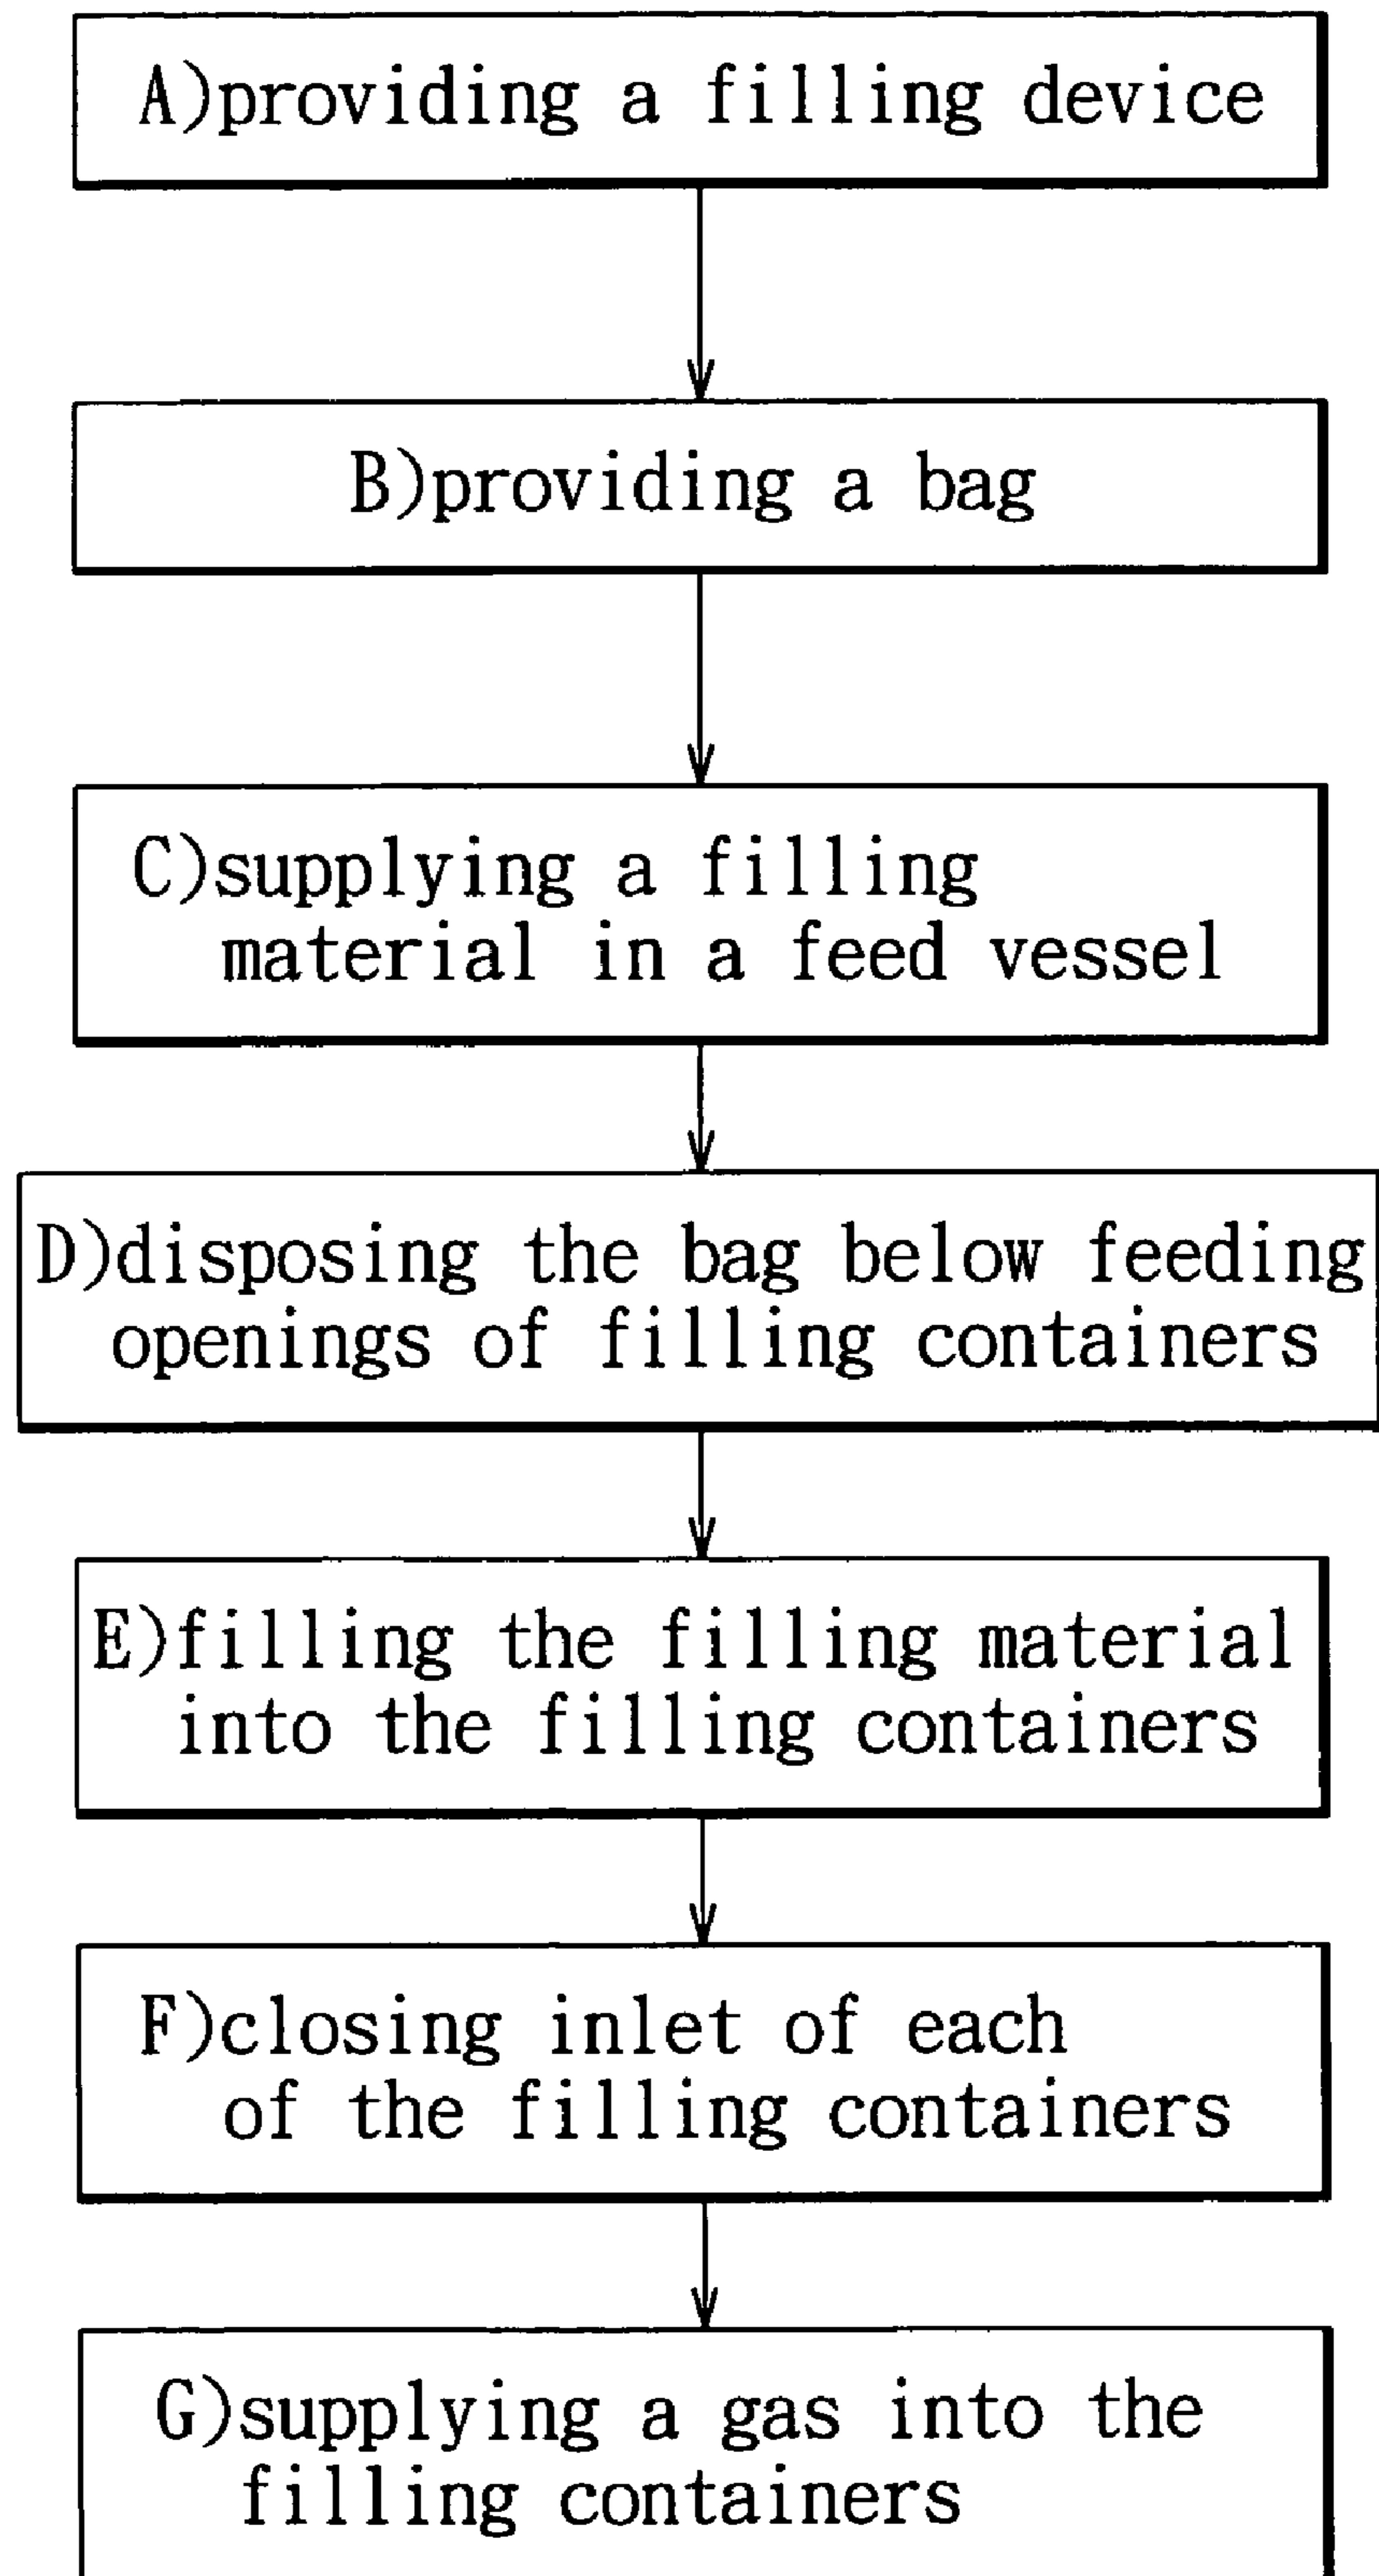 A)providing a filling device
B)providing a bag
C)supplying a filling
material in a feed vessel
D)disposing the bag below feeding
openings of filling containers
E)filling the filling material
into the filling containers
F)closing inlet of each
of the filling containers
G)supplying a gas into the
filling containers